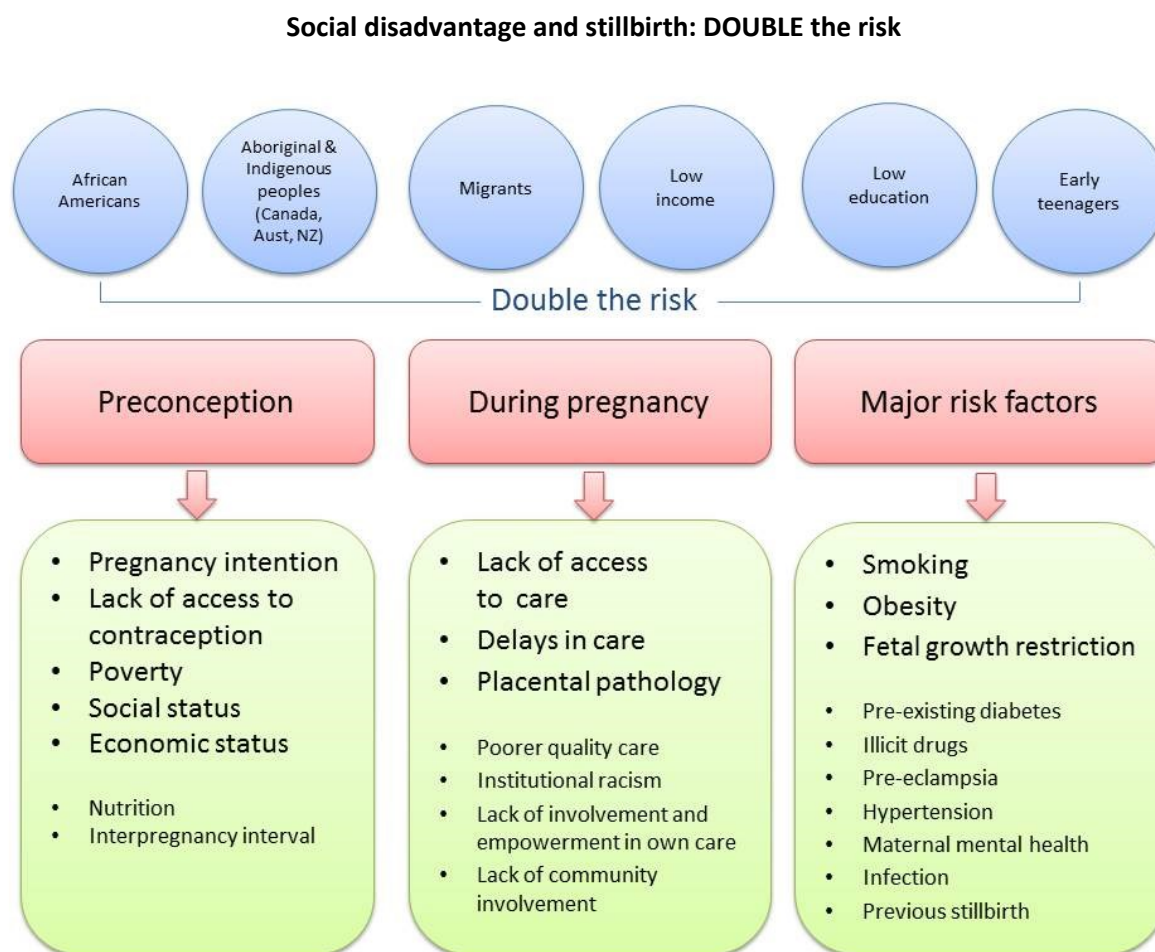 Social disadvantage and stillbirth: DOUBLE the risk
African
Americans
Aboriginal &
Indigenous
peoples
(Canada,
Aust, NZ)
Migrants
Low
income
Low
education
Early
teenagers
Double the risk
Preconception
• Pregnancy intention
• Lack of access to
contraception
• Poverty
• Social status
• Economic status
• Nutrition
• Interpregnancy interval
During pregnancy
• Lack of access
to care
• Delays in care
• Placental pathology
• Poorer quality care
• Institutional racism
• Lack of involvement and
empowerment in own care
• Lack of community
involvement
Major risk factors
• Smoking
• Obesity
• Fetal growth restriction
• Pre-existing diabetes
• Illicit drugs
• Pre-eclampsia
• Hypertension
• Maternal mental health
• Infection
• Previous stillbirth